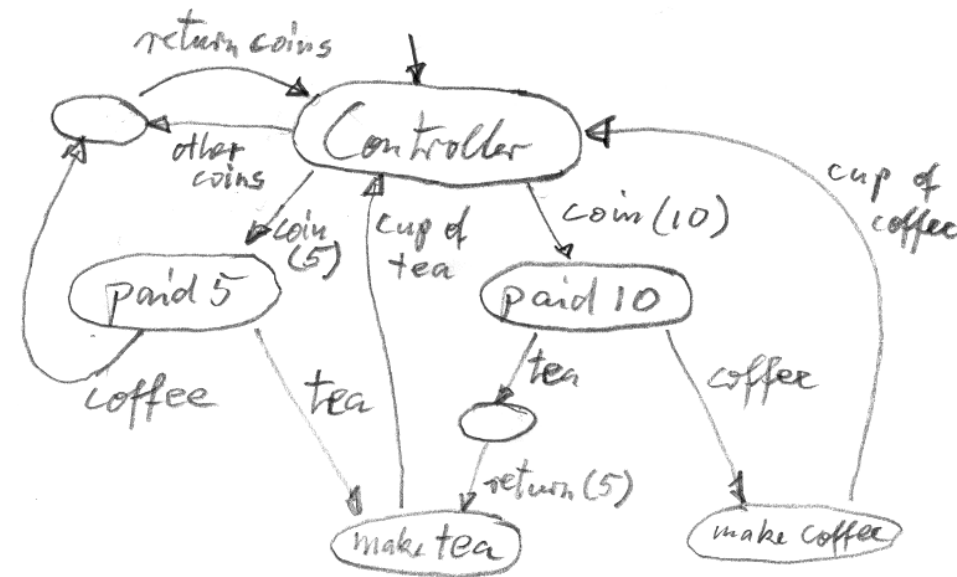 return coins
Controller
other
coins
coin
(5)
cup of
tea
coin (10)
cup of
coffee
paid 5
paid 10
coffee
tea
tea
coffee
return (5)
make tea
make coffee